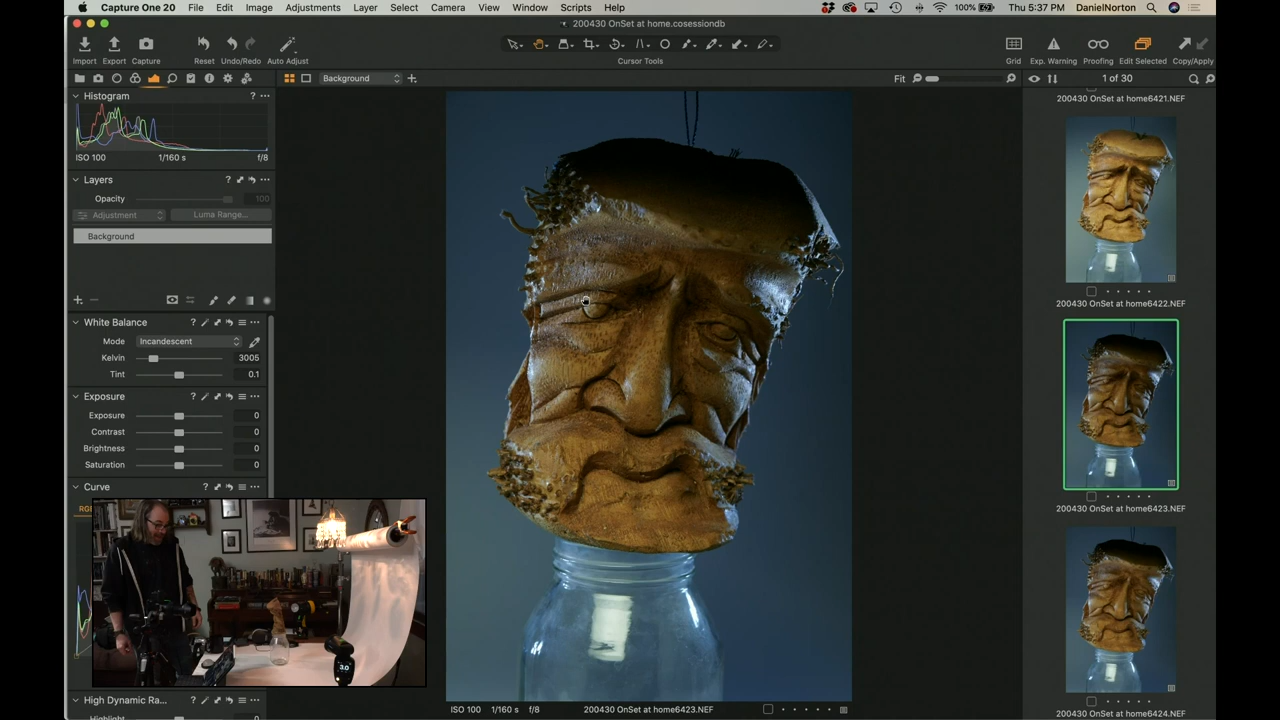 Capture One 20 File Edit Image Adjustments Layer Select Camera View Window Scripts Help 100% Thu 5:37 PM DanielNorton
200430 OnSet at home.cosessiondb
Import Export Capture Reset Undo/Redo Auto Adjust Cursor Tools Grid Exp. Warning Proofing Edit Selected Copy/Apply
Background Fit 1 of 30
Histogram ? ...
ISO 100 1/160 s f/8
Layers ? ...
Opacity 100
Adjustment Luma Range...
Background
White Balance ? ...
Mode Incandescent
Kelvin 3005
Tint 0.1
Exposure ? ...
Exposure 0
Contrast 0
Brightness 0
Saturation 0
Curve ? ...
3.0
High Dynamic Ra... ? ...
Highlight
ISO 100 1/160 s f/8 200430 OnSet at home6423.NEF
200430 OnSet at home6421.NEF
200430 OnSet at home6422.NEF
200430 OnSet at home6423.NEF
200430 OnSet at home6424.NEF